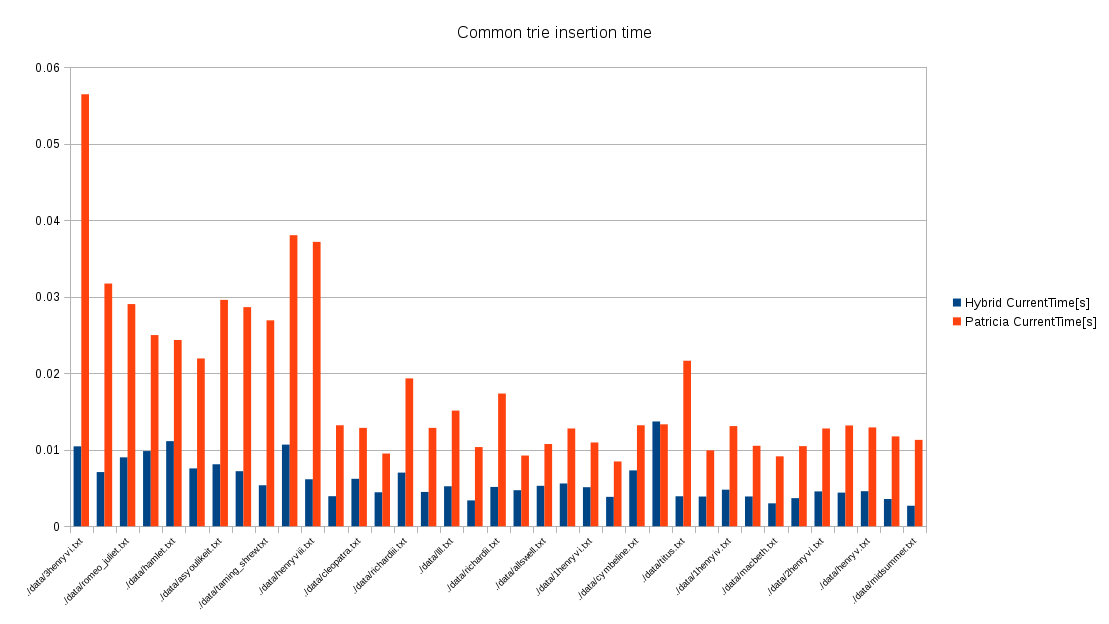 Common trie insertion time
0.06
0.05
0.04
0.03
0.02
0.01
0
Hybrid CurrentTime[s]
Patricia CurrentTime[s]
./data/3henryvi.txt
./data/romeo_juliet.txt
./data/hamlet.txt
./data/asyoulikeit.txt
./data/taming_shrew.txt
./data/henryviii.txt
./data/cleopatra.txt
./data/richardiii.txt
./data/lll.txt
./data/richardii.txt
./data/allswell.txt
./data/1henryvi.txt
./data/cymbeline.txt
./data/titus.txt
./data/1henryiv.txt
./data/macbeth.txt
./data/2henryvi.txt
./data/henryv.txt
./data/midsummer.txt